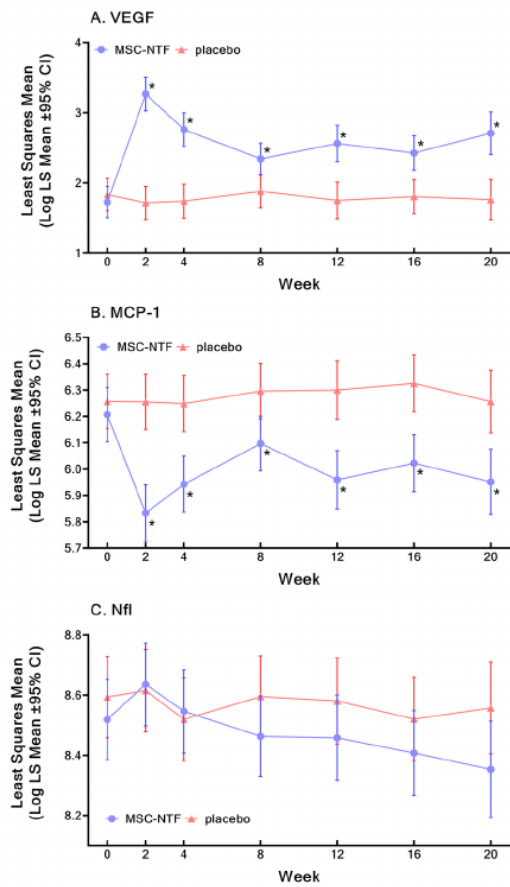 A. VEGF
MSC-NTF placebo
Least Squares Mean
(Log LS Mean ±95% CI)
4
3
2
1
* * * * * *
0 2 4 8 12 16 20
Week
B. MCP-1
MSC-NTF placebo
Least Squares Mean
(Log LS Mean ±95% CI)
6.5
6.4
6.3
6.2
6.1
6.0
5.9
5.8
5.7
* * * * * *
0 2 4 8 12 16 20
Week
C. Nfl
Least Squares Mean
(Log LS Mean ±95% CI)
8.8
8.6
8.4
8.2
MSC-NTF placebo
0 2 4 8 12 16 20
Week